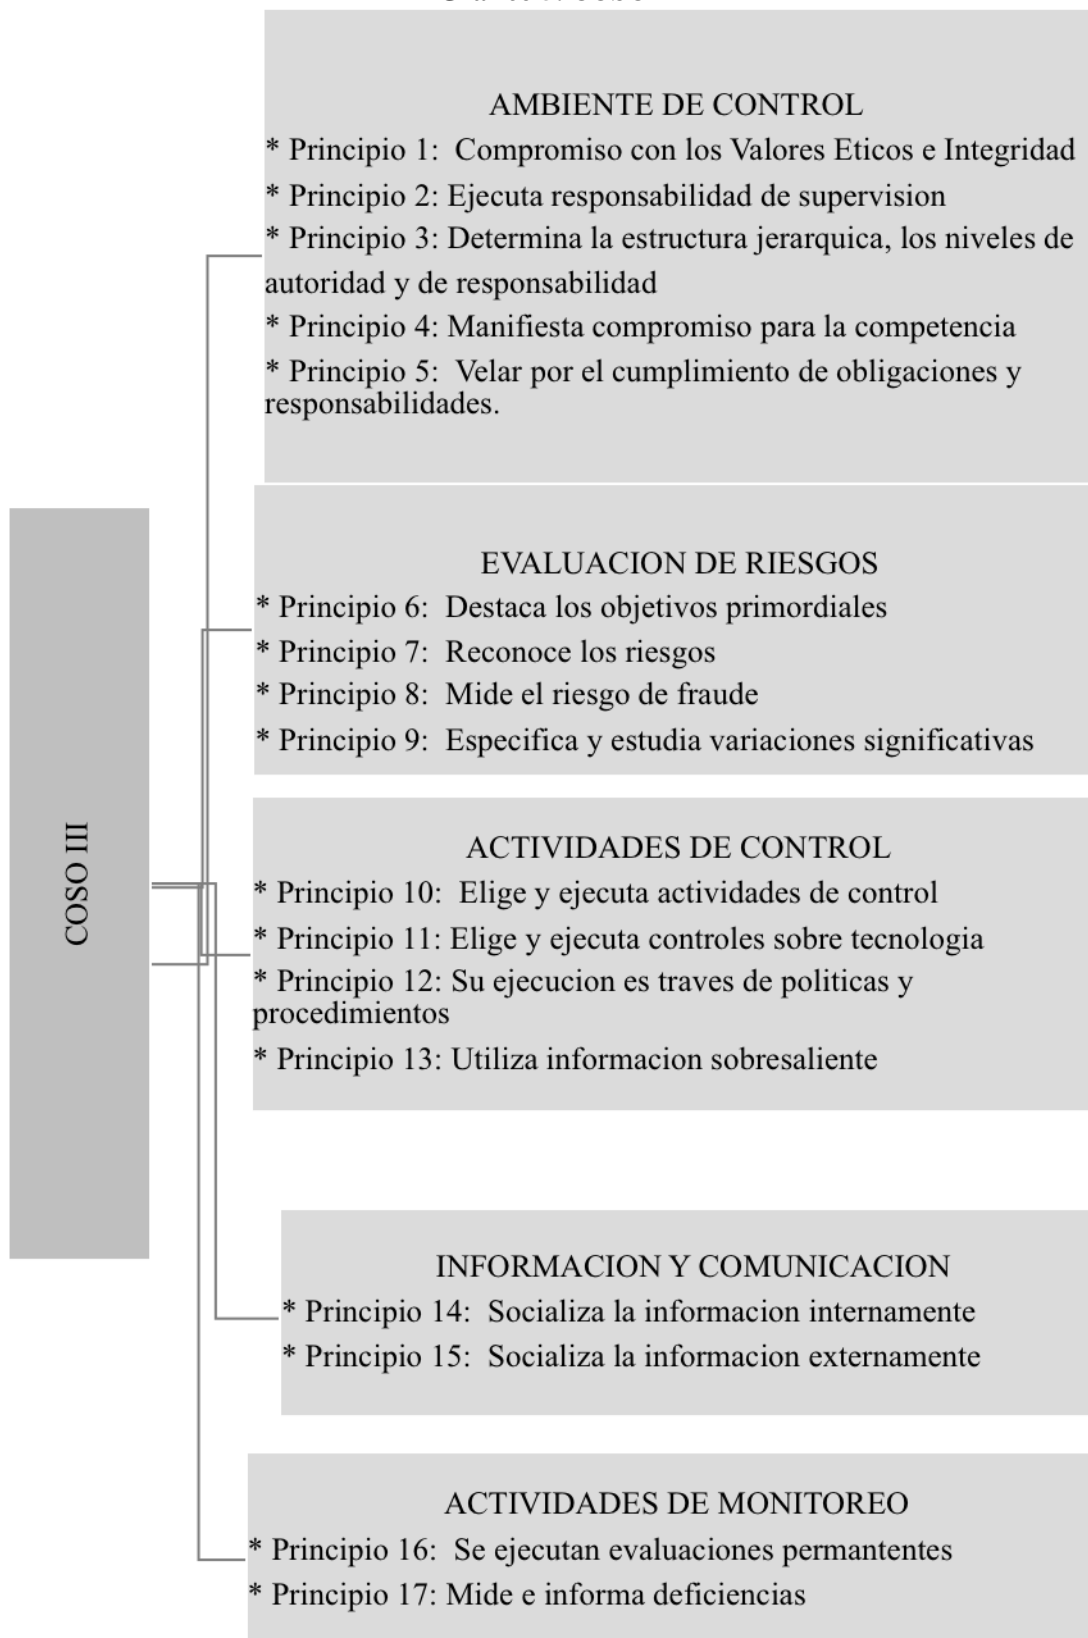 AMBIENTE DE CONTROL
* Principio 1:  Compromiso con los Valores Eticos e Integridad
* Principio 2: Ejecuta responsabilidad de supervision
* Principio 3: Determina la estructura jerarquica, los niveles de
autoridad y de responsabilidad
* Principio 4: Manifiesta compromiso para la competencia
* Principio 5:  Velar por el cumplimiento de obligaciones y
responsabilidades.
COSO III
EVALUACION DE RIESGOS
* Principio 6:  Destaca los objetivos primordiales
* Principio 7:  Reconoce los riesgos
* Principio 8:  Mide el riesgo de fraude
* Principio 9:  Especifica y estudia variaciones significativas
ACTIVIDADES DE CONTROL
* Principio 10:  Elige y ejecuta actividades de control
* Principio 11: Elige y ejecuta controles sobre tecnologia
* Principio 12: Su ejecucion es traves de politicas y
procedimientos
* Principio 13: Utiliza informacion sobresaliente
INFORMACION Y COMUNICACION
* Principio 14:  Socializa la informacion internamente
* Principio 15:  Socializa la informacion externamente
ACTIVIDADES DE MONITOREO
* Principio 16:  Se ejecutan evaluaciones permantentes
* Principio 17: Mide e informa deficiencias